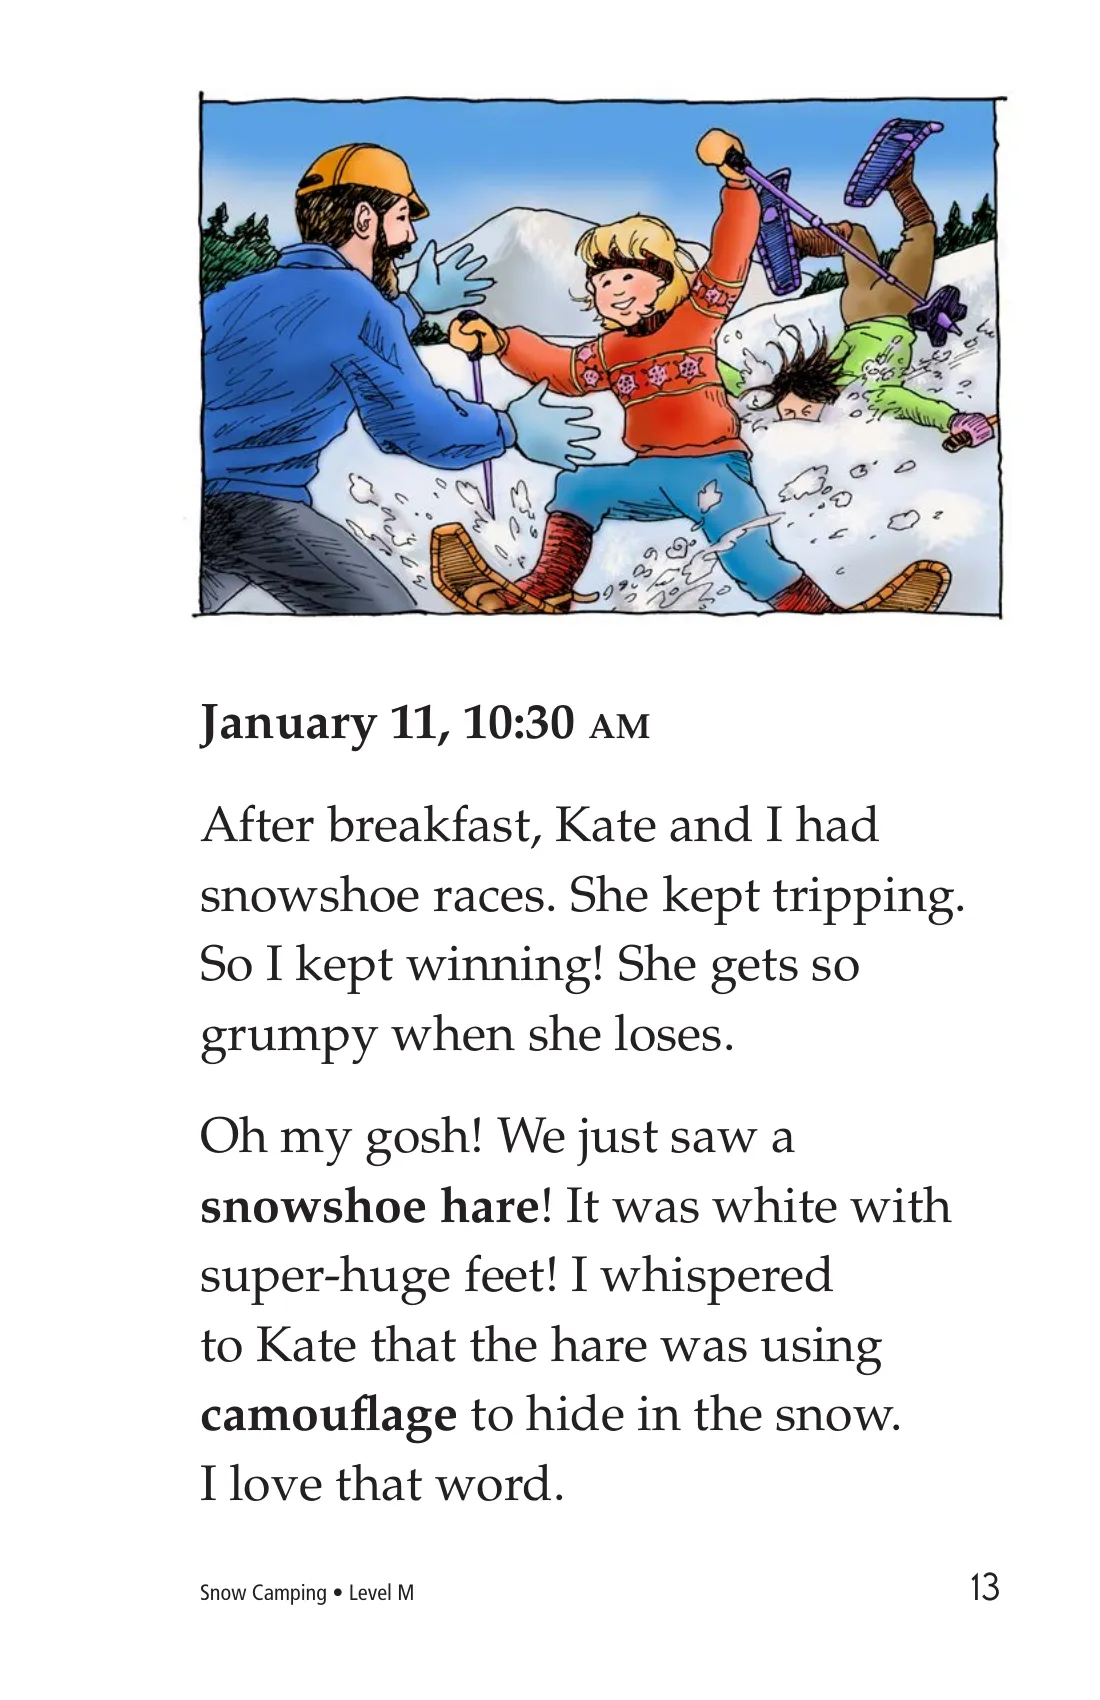 January 11, 10:30 AM
After breakfast, Kate and I had
snowshoe races. She kept tripping.
So I kept winning! She gets so
grumpy when she loses.
Oh my gosh! We just saw a
snowshoe hare! It was white with
super-huge feet! I whispered
to Kate that the hare was using
camouflage to hide in the snow.
I love that word.
Snow Camping • Level M 13